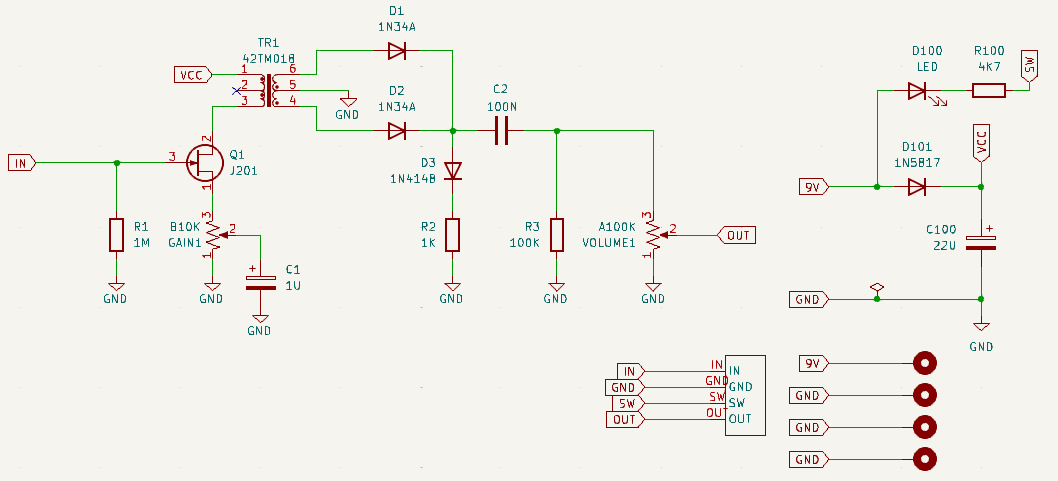 D1
1N34A
TR1
42TM018
VCC
1
2
3
6
5
4
GND
D2
1N34A
C2
100N
IN
3
2
1
Q1
J201
D3
1N4148
R1
1M
B10K
GAIN1
3
2
1
C1
1U
R2
1K
R3
100K
A100K
VOLUME1
3
2
1
OUT
GND
GND
GND
GND
GND
GND
D100
LED
R100
4K7
SW
D101
1N5817
VCC
9V
C100
22U
GND
GND
IN
GND
SW
OUT
IN
GND
SW
OUT
IN
GND
SW
OUT
9V
GND
GND
GND